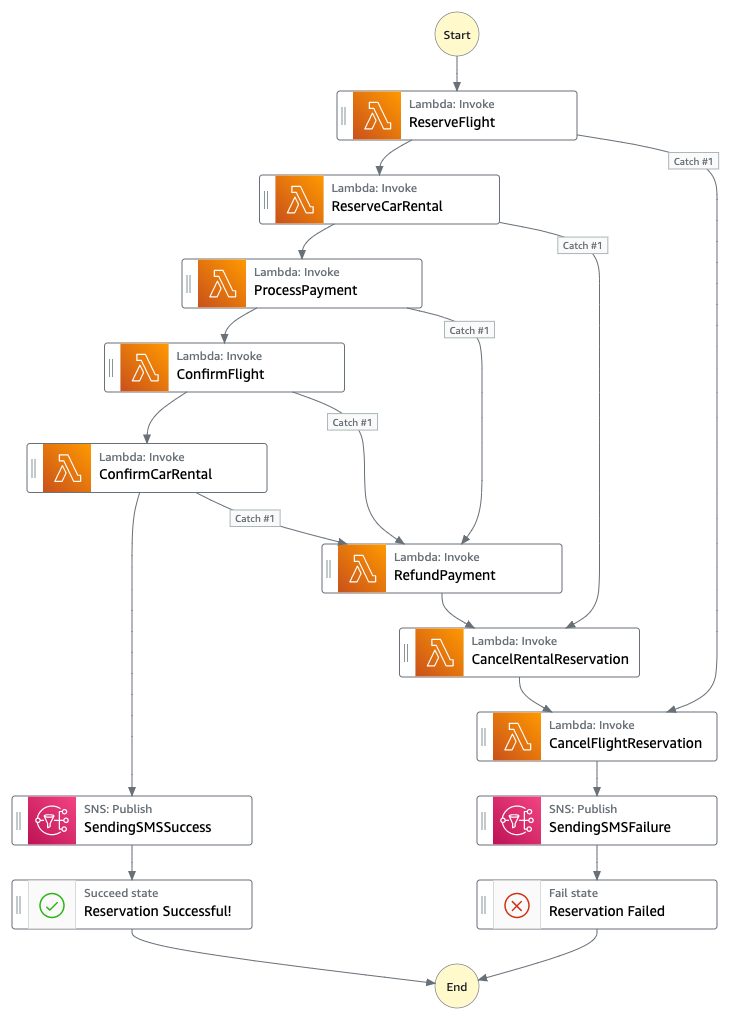 Start
Lambda: Invoke
ReserveFlight
Catch #1
Lambda: Invoke
ReserveCarRental
Catch #1
Lambda: Invoke
ProcessPayment
Catch #1
Lambda: Invoke
ConfirmFlight
Catch #1
Lambda: Invoke
ConfirmCarRental
Catch #1
Lambda: Invoke
RefundPayment
Lambda: Invoke
CancelRentalReservation
Lambda: Invoke
CancelFlightReservation
SNS: Publish
SendingSMSSuccess
SNS: Publish
SendingSMSFailure
Succeed state
Reservation Successful!
Fail state
Reservation Failed
End